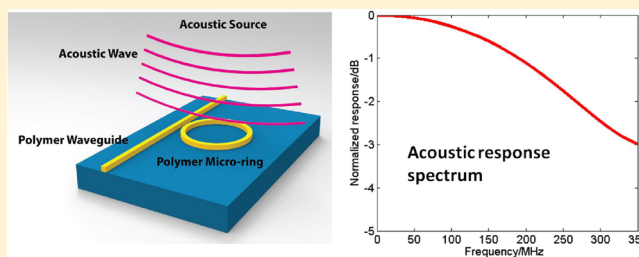 Acoustic Source
Acoustic Wave
Polymer Waveguide
Polymer Micro-ring
Normalized response/dB
0
-1
-2
-3
-4
-5
Acoustic response
spectrum
0 50 100 150 200 250 300 350
Frequency/MHz